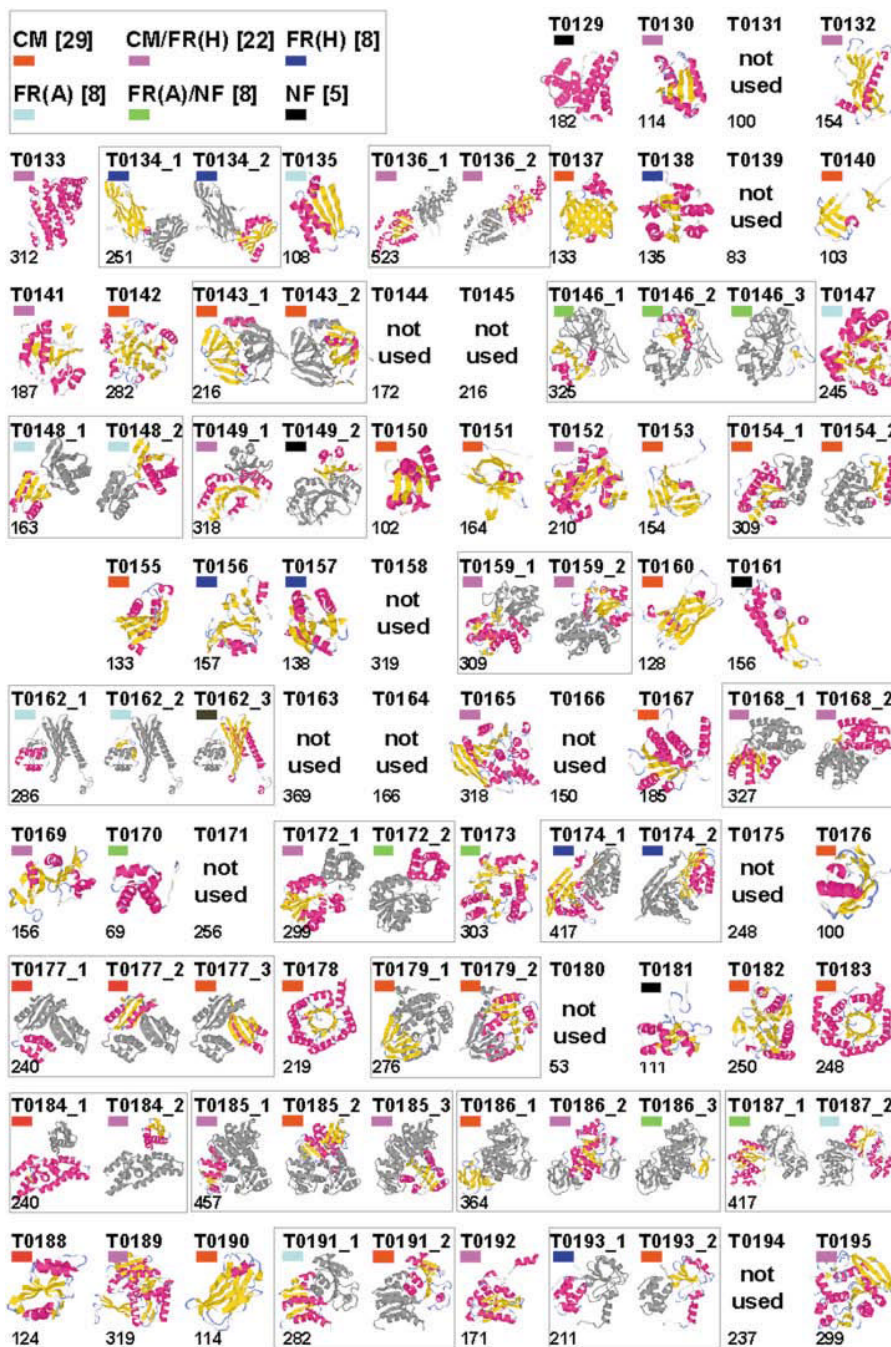 CM [29] CM/FR(H) [22] FR(H) [8]
FR(A) [8] FR(A)/NF [8] NF [5]
T0129 T0130 T0131 T0132
not
used
182 114 100 154
T0133 T0134_1 T0134_2 T0135 T0136_1 T0136_2 T0137 T0138 T0139 T0140
not
used
312 251 108 523 133 135 83 103
T0141 T0142 T0143_1 T0143_2 T0144 T0145 T0146_1 T0146_2 T0146_3 T0147
not not
used used
187 282 216 172 216 325 245
T0148_1 T0148_2 T0149_1 T0149_2 T0150 T0151 T0152 T0153 T0154_1 T0154_2
163 318 102 164 210 154 309
T0155 T0156 T0157 T0158 T0159_1 T0159_2 T0160 T0161
not
used
133 157 138 319 309 128 156
T0162_1 T0162_2 T0162_3 T0163 T0164 T0165 T0166 T0167 T0168_1 T0168_2
not not not
used used used
286 369 166 318 150 185 327
T0169 T0170 T0171 T0172_1 T0172_2 T0173 T0174_1 T0174_2 T0175 T0176
not not
used used
156 69 256 299 303 417 248 100
T0177_1 T0177_2 T0177_3 T0178 T0179_1 T0179_2 T0180 T0181 T0182 T0183
not
used
240 219 276 53 111 250 248
T0184_1 T0184_2 T0185_1 T0185_2 T0185_3 T0186_1 T0186_2 T0186_3 T0187_1 T0187_2
240 457 364 417
T0188 T0189 T0190 T0191_1 T0191_2 T0192 T0193_1 T0193_2 T0194 T0195
not
used
124 319 114 282 171 211 237 299